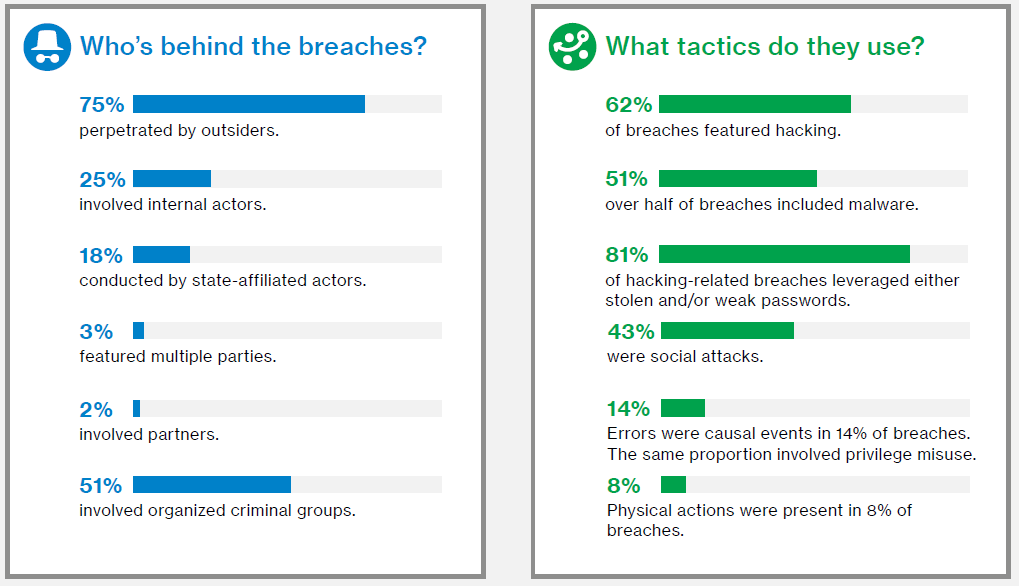 Who's behind the breaches?
75%
perpetrated by outsiders.
25%
involved internal actors.
18%
conducted by state-affiliated actors.
3%
featured multiple parties.
2%
involved partners.
51%
involved organized criminal groups.
What tactics do they use?
62%
of breaches featured hacking.
51%
over half of breaches included malware.
81%
of hacking-related breaches leveraged either
stolen and/or weak passwords.
43%
were social attacks.
14%
Errors were causal events in 14% of breaches.
The same proportion involved privilege misuse.
8%
Physical actions were present in 8% of
breaches.